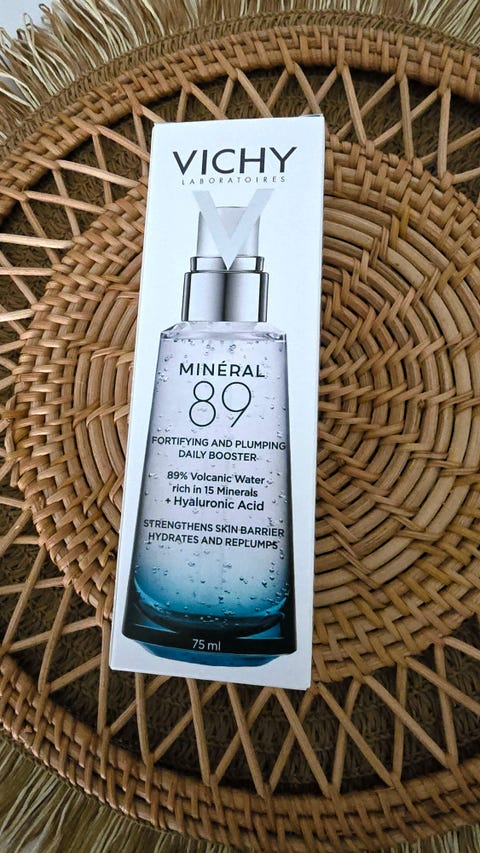 VICHY
LABORATOIRES
MINÉRAL
89
FORTIFYING AND PLUMPING
DAILY BOOSTER
89% Volcanic Water
rich in 15 Minerals
+ Hyaluronic Acid
STRENGTHENS SKIN BARRIER
HYDRATES AND REPLUMPS
75 ml